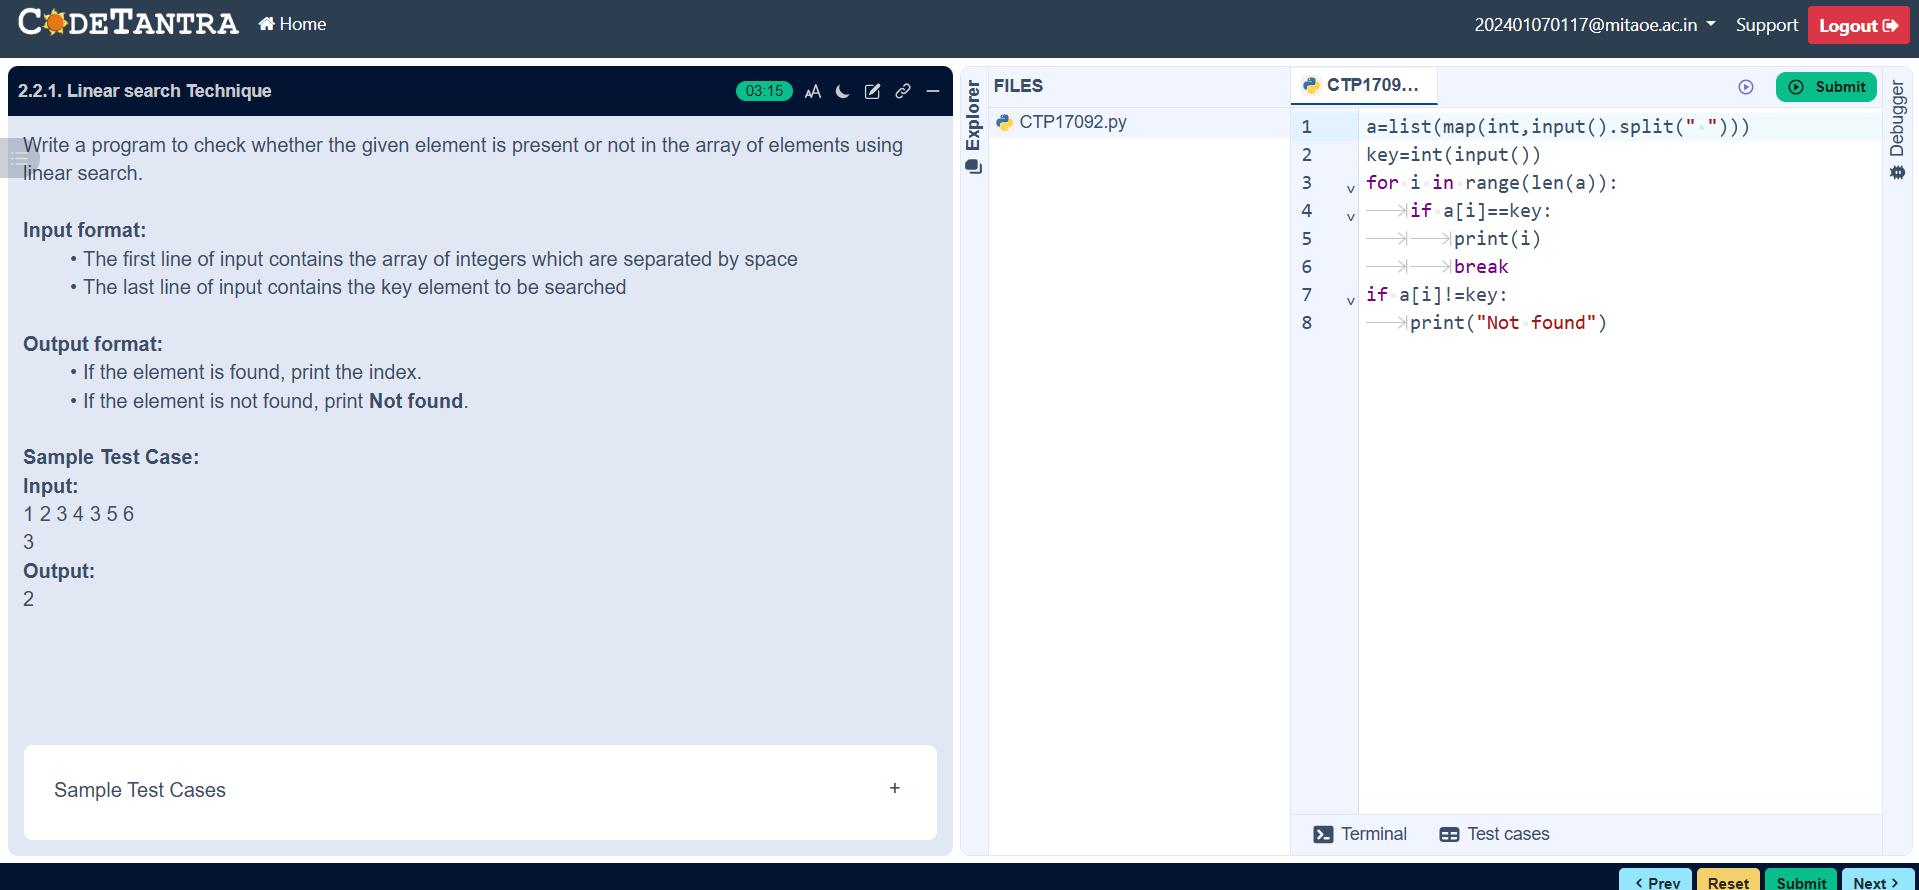 CODETANTRA Home 202401070117@mitaoe.ac.in Support Logout
2.2.1. Linear search Technique 03:15
Write a program to check whether the given element is present or not in the array of elements using
linear search.
Input format:
• The first line of input contains the array of integers which are separated by space
• The last line of input contains the key element to be searched
Output format:
• If the element is found, print the index.
• If the element is not found, print Not found.
Sample Test Case:
Input:
1 2 3 4 3 5 6
3
Output:
2
Sample Test Cases +
Explorer
FILES
CTP17092.py
CTP1709...
Submit
Debugger
1 a=list(map(int,input().split(" ")))
2 key=int(input())
3 for i in range(len(a)):
4 if a[i]==key:
5 print(i)
6 break
7 if a[i]!=key:
8 print("Not found")
Terminal Test cases
< Prev Reset Submit Next >